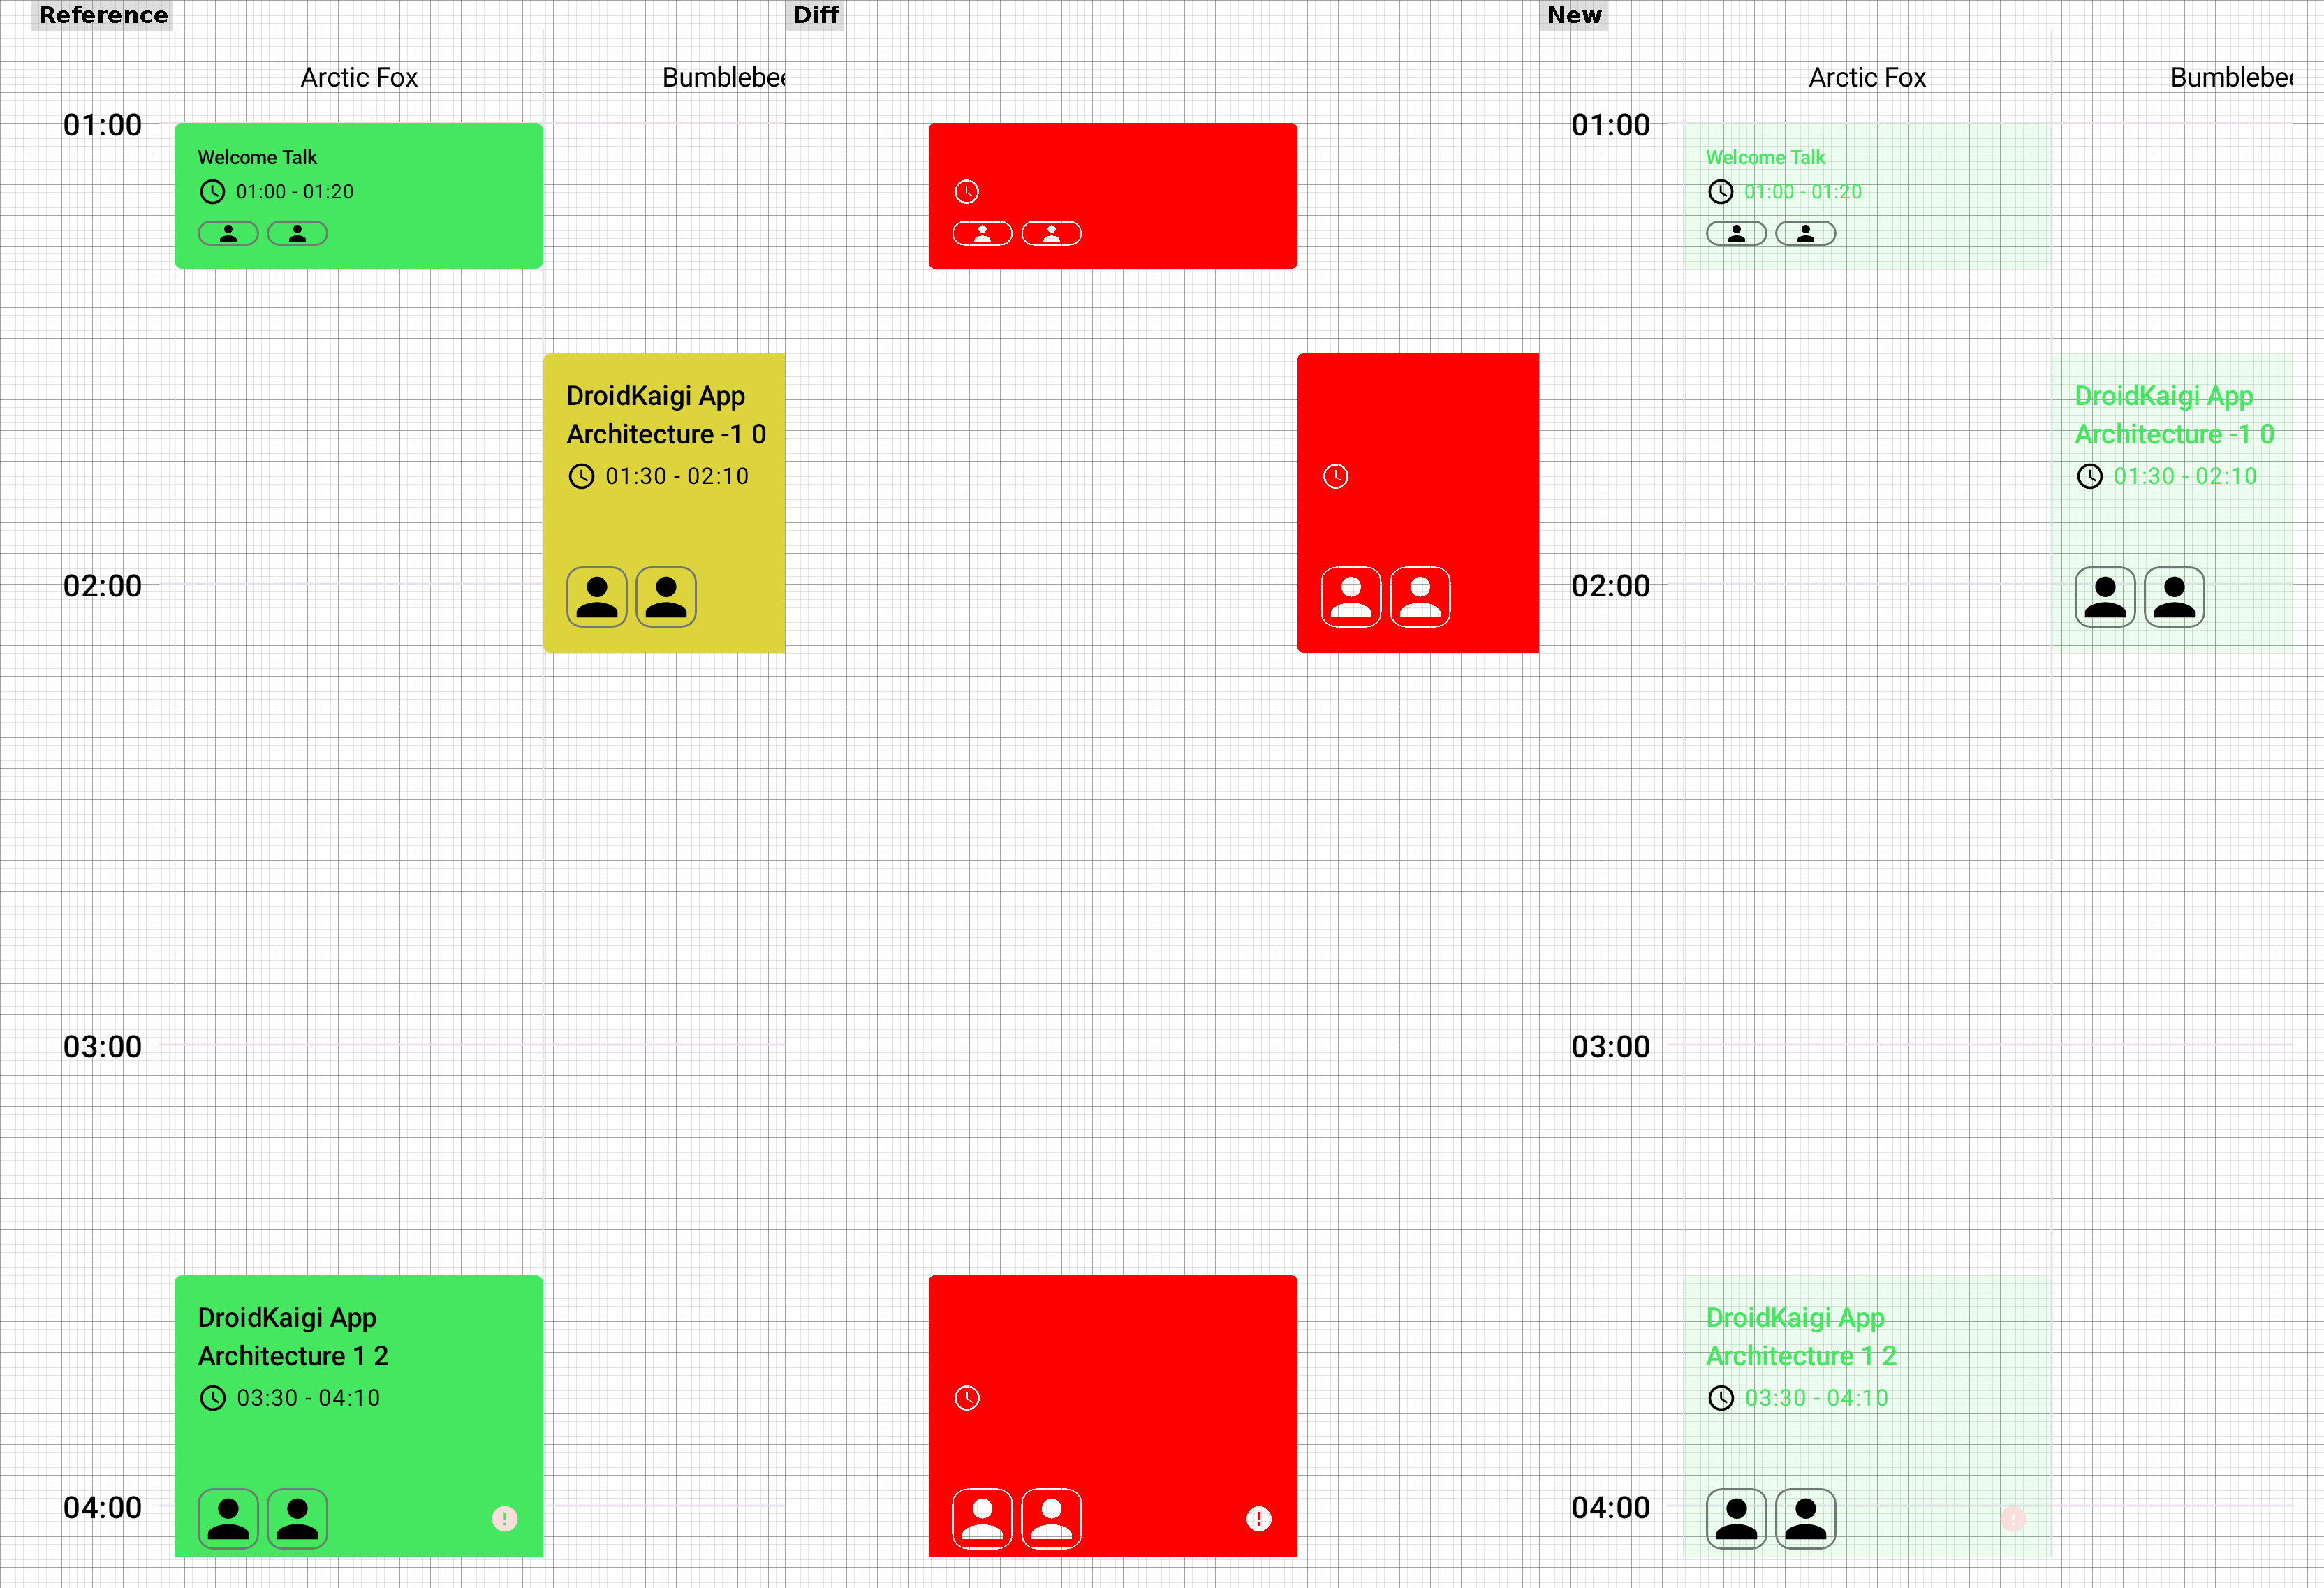 Reference
Arctic Fox
Bumblebee
01:00
Welcome Talk
01:00 - 01:20
DroidKaigi App
Architecture -1 0
01:30 - 02:10
02:00
03:00
DroidKaigi App
Architecture 1 2
03:30 - 04:10
04:00
!
Diff
!
New
Arctic Fox
Bumblebee
01:00
Welcome Talk
01:00 - 01:20
DroidKaigi App
Architecture -1 0
01:30 - 02:10
02:00
03:00
DroidKaigi App
Architecture 1 2
03:30 - 04:10
04:00
!